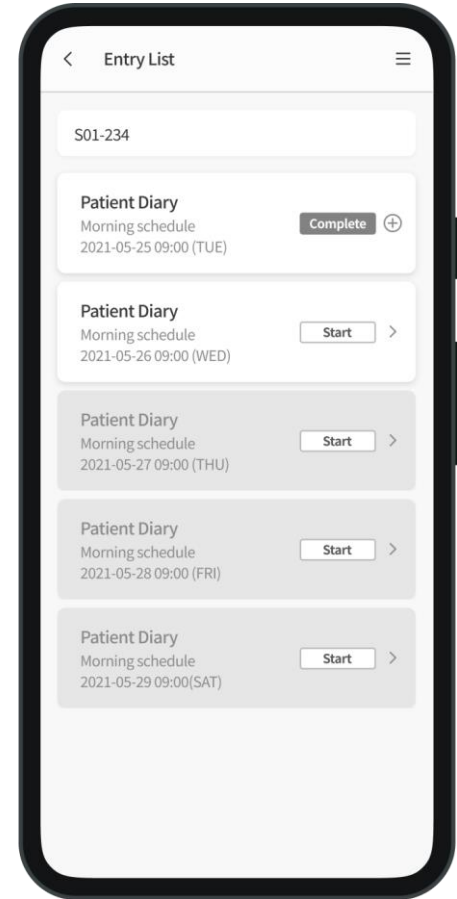 Entry List
S01-234
Patient Diary
Morning schedule
2021-05-25 09:00 (TUE)
Complete
Patient Diary
Morning schedule
2021-05-26 09:00 (WED)
Start
Patient Diary
Morning schedule
2021-05-27 09:00 (THU)
Start
Patient Diary
Morning schedule
2021-05-28 09:00 (FRI)
Start
Patient Diary
Morning schedule
2021-05-29 09:00(SAT)
Start